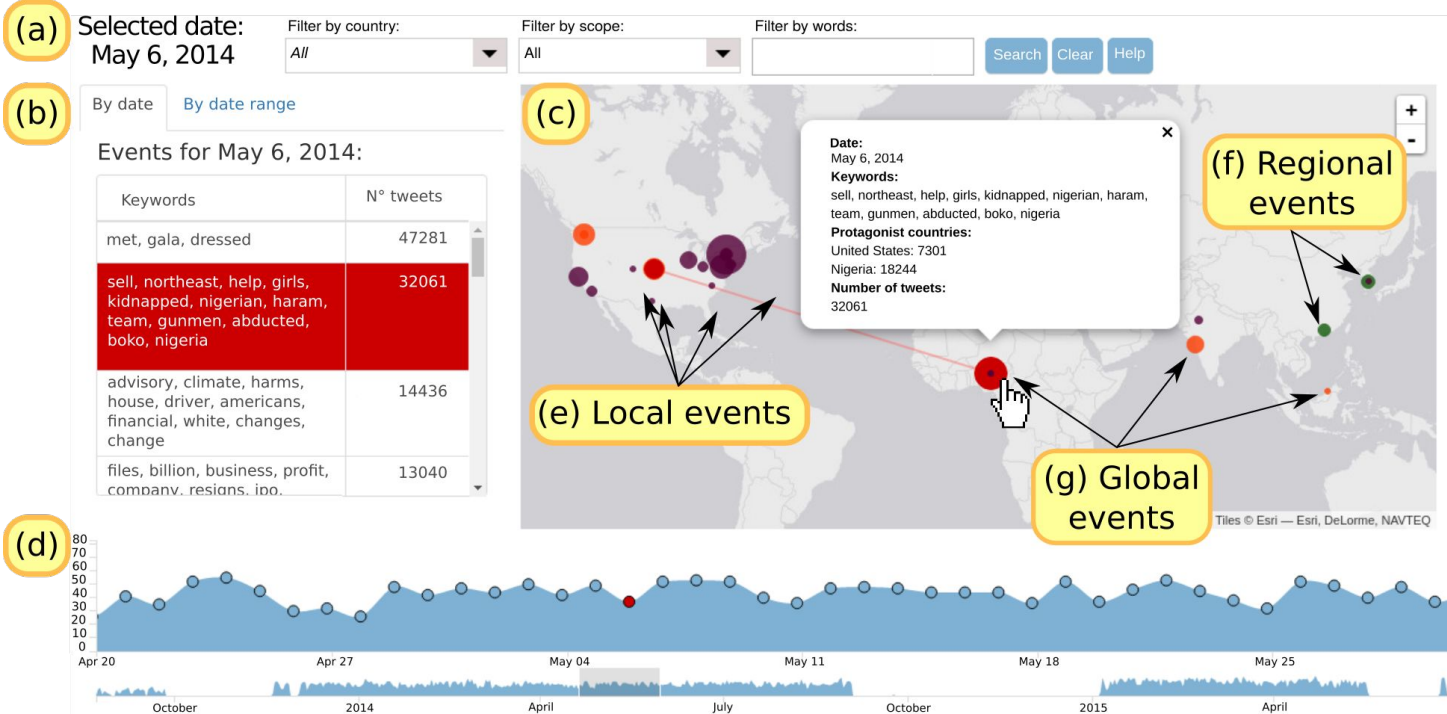 (a)
Selected date:
May 6, 2014
Filter by country:
All
Filter by scope:
All
Filter by words:
Search
Clear
Help
(b)
By date
By date range
Events for May 6, 2014:
Keywords
N° tweets
met, gala, dressed
47281
sell, northeast, help, girls,
kidnapped, nigerian, haram,
team, gunmen, abducted,
boko, nigeria
32061
advisory, climate, harms,
house, driver, americans,
financial, white, changes,
change
14436
files, billion, business, profit,
company, resigns, ipo,
13040
(c)
+
-
×
Date:
May 6, 2014
Keywords:
sell, northeast, help, girls, kidnapped, nigerian, haram,
team, gunmen, abducted, boko, nigeria
Protagonist countries:
United States: 7301
Nigeria: 18244
Number of tweets:
32061
(f) Regional
events
(e) Local events
(g) Global
events
Tiles © Esri — Esri, DeLorme, NAVTEQ
(d)
80
70
60
50
40
30
20
10
0
Apr 20
Apr 27
May 04
May 11
May 18
May 25
October
2014
April
July
October
2015
April